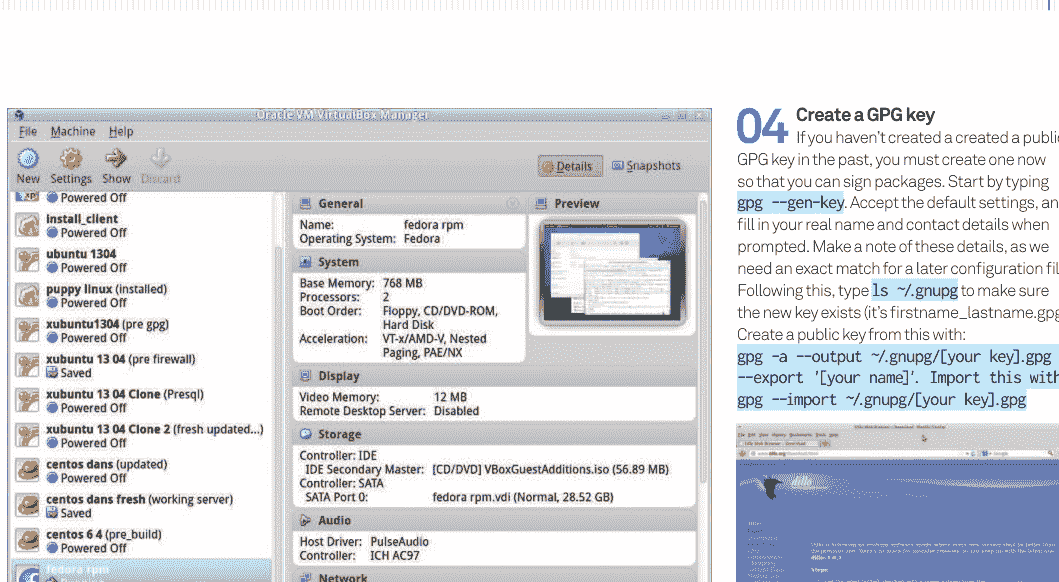 Oracle VM VirtualBox Manager
File Machine Help
New Settings Show Discard
Details Snapshots
Powered Off
install_client
Powered Off
ubuntu 1304
Powered Off
puppy linux (installed)
Powered Off
xubuntu1304 (pre gpg)
Powered Off
xubuntu 13 04 (pre firewall)
Saved
xubuntu 13 04 Clone (Presql)
Powered Off
xubuntu 13 04 Clone 2 (fresh updated...)
Powered Off
centos dans (updated)
Powered Off
centos dans fresh (working server)
Saved
centos 6 4 (pre_build)
Powered Off
fedora rpm
General
Name: fedora rpm
Operating System: Fedora
System
Base Memory: 768 MB
Processors: 2
Boot Order: Floppy, CD/DVD-ROM,
Hard Disk
Acceleration: VT-x/AMD-V, Nested
Paging, PAE/NX
Preview
Display
Video Memory: 12 MB
Remote Desktop Server: Disabled
Storage
Controller: IDE
IDE Secondary Master: [CD/DVD] VBoxGuestAdditions.iso (56.89 MB)
Controller: SATA
SATA Port 0: fedora rpm.vdi (Normal, 28.52 GB)
Audio
Host Driver: PulseAudio
Controller: ICH AC97
Network
04 Create a GPG key
If you haven't created a created a public
GPG key in the past, you must create one now
so that you can sign packages. Start by typing
gpg --gen-key. Accept the default settings, an
fill in your real name and contact details when
prompted. Make a note of these details, as we
need an exact match for a later configuration fil
Following this, type ls ~/.gnupg to make sure
the new key exists (it's firstname_lastname.gpg
Create a public key from this with:
gpg -a --output ~/.gnupg/[your key].gpg
--export '[your name]'. Import this with
gpg --import ~/.gnupg/[your key].gpg